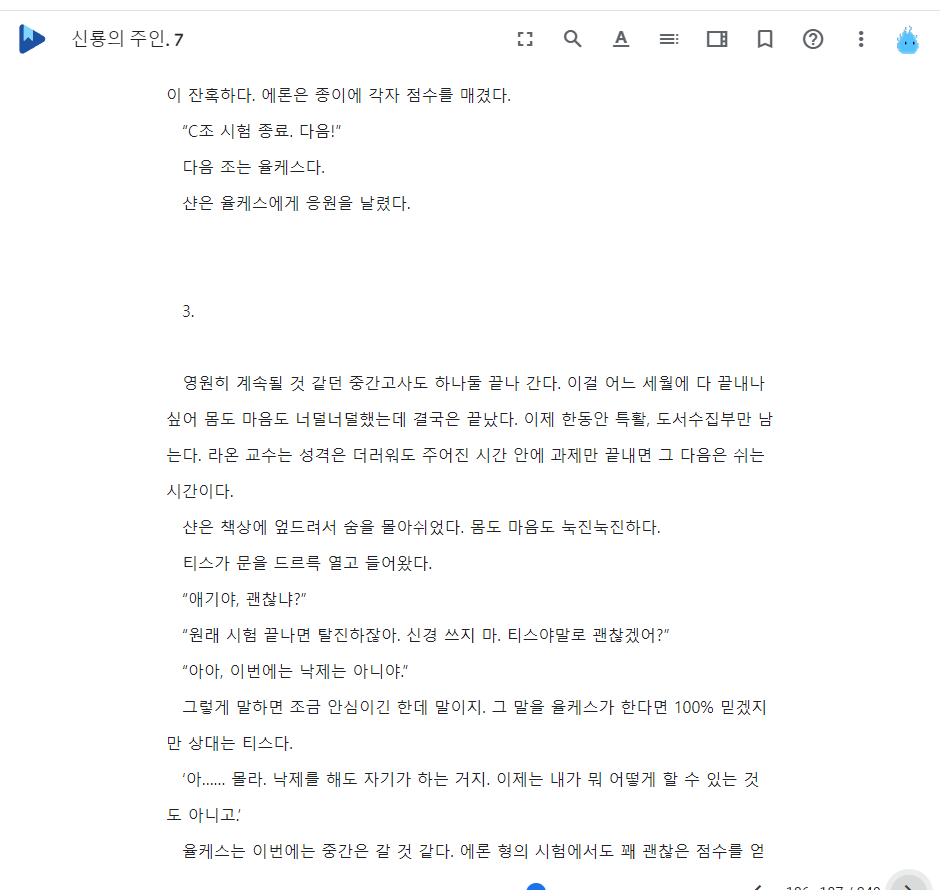 신룡의 주인. 7
이 잔혹하다. 에론은 종이에 각자 점수를 매겼다.
“C조 시험 종료. 다음!”
다음 조는 율케스다.
샨은 율케스에게 응원을 날렸다.
3.
영원히 계속될 것 같던 중간고사도 하나둘 끝나 간다. 이걸 어느 세월에 다 끝내나
싶어 몸도 마음도 너덜너덜했는데 결국은 끝났다. 이제 한동안 특활, 도서수집부만 남
는다. 라온 교수는 성격은 더러워도 주어진 시간 안에 과제만 끝내면 그 다음은 쉬는
시간이다.
샨은 책상에 엎드려서 숨을 몰아쉬었다. 몸도 마음도 눅진눅진하다.
티스가 문을 드르륵 열고 들어왔다.
“애기야, 괜찮냐?”
“원래 시험 끝나면 탈진하잖아. 신경 쓰지 마. 티스야말로 괜찮겠어?”
“아아, 이번에는 낙제는 아니야.”
그렇게 말하면 조금 안심이긴 한데 말이지. 그 말을 율케스가 한다면 100% 믿겠지
만 상대는 티스다.
‘아…… 몰라. 낙제를 해도 자기가 하는 거지. 이제는 내가 뭐 어떻게 할 수 있는 것
도 아니고.’
율케스는 이번에는 중간은 갈 것 같다. 에론 형의 시험에서도 꽤 괜찮은 점수를 얻